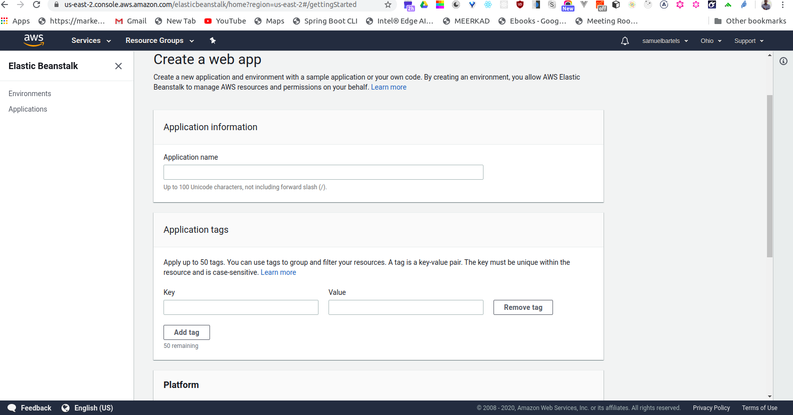 us-east-2.console.aws.amazon.com/elasticbeanstalk/home?region=us-east-2#/gettingStarted
Apps https://marke... Gmail New Tab YouTube Maps Spring Boot CLI Intel® Edge AI... MEERKAD Ebooks - Goog... Meeting Roo... Other bookmarks
aws Services Resource Groups samuelbartels Ohio Support
Elastic Beanstalk
Environments
Applications
Create a web app
Create a new application and environment with a sample application or your own code. By creating an environment, you allow AWS Elastic
Beanstalk to manage AWS resources and permissions on your behalf. Learn more
Application information
Application name
Up to 100 Unicode characters, not including forward slash (/).
Application tags
Apply up to 50 tags. You can use tags to group and filter your resources. A tag is a key-value pair. The key must be unique within the
resource and is case-sensitive. Learn more
Key Value
Remove tag
Add tag
50 remaining
Platform
Feedback English (US) © 2008 - 2020, Amazon Web Services, Inc. or its affiliates. All rights reserved. Privacy Policy Terms of Use